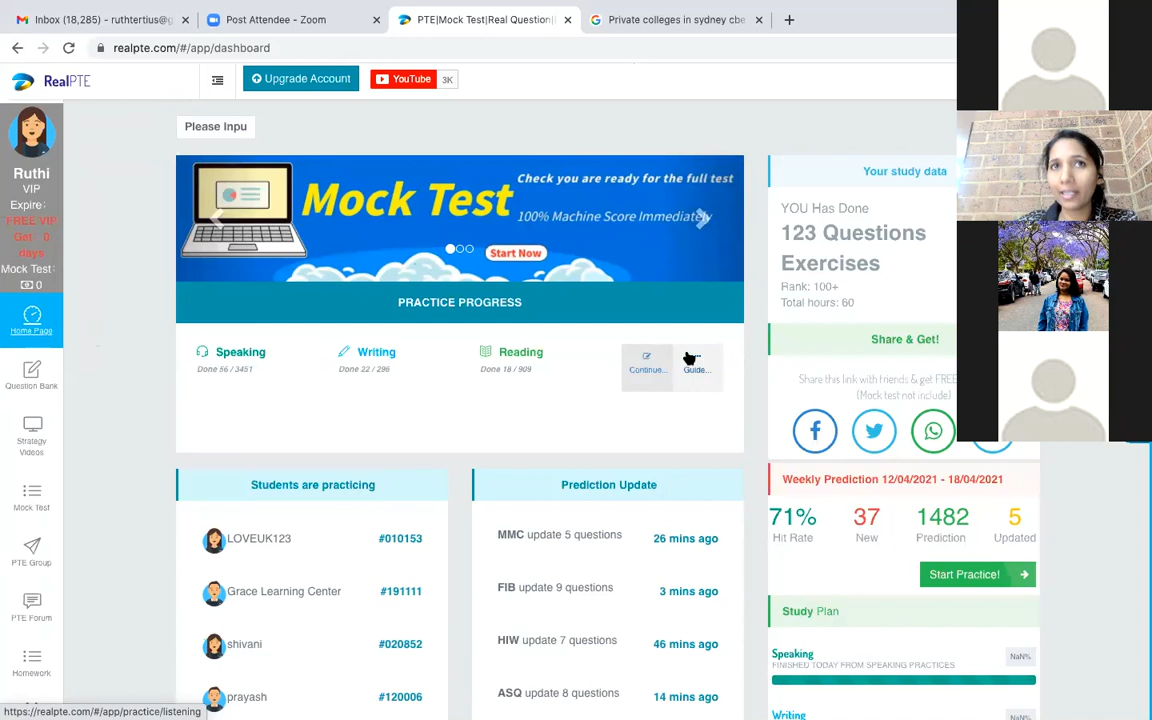 Inbox (18,285) - ruthtertius@g
Post Attendee - Zoom
PTE|Mock Test|Real Question|
Private colleges in sydney cbe
realpte.com/#/app/dashboard
RealPTE
Upgrade Account
YouTube
3K
Ruthi
VIP
Expire:
FREE VIP
Get: 0
days
Mock Test:
0
Home Page
Question Bank
Strategy
Videos
Mock Test
PTE Group
PTE Forum
Homework
Please Inpu
Mock Test
Check you are ready for the full test
100% Machine Score Immediately
Start Now
PRACTICE PROGRESS
Speaking
Done 56 / 3451
Writing
Done 22 / 296
Reading
Done 18 / 909
Continue...
Guide...
Your study data
YOU Has Done
123 Questions
Exercises
Rank: 100+
Total hours: 60
Share & Get!
Share this link with friends & get FREE
(Mock test not include)
Students are practicing
LOVEUK123 #010153
Grace Learning Center #191111
shivani #020852
prayash #120006
Prediction Update
MMC update 5 questions 26 mins ago
FIB update 9 questions 3 mins ago
HIW update 7 questions 46 mins ago
ASQ update 8 questions 14 mins ago
Weekly Prediction 12/04/2021 - 18/04/2021
71% 37 1482 5
Hit Rate New Prediction Updated
Start Practice!
Study Plan
Speaking
FINISHED TODAY FROM SPEAKING PRACTICES
NaN%
Writing
NaN%
https://realpte.com/#/app/practice/listening